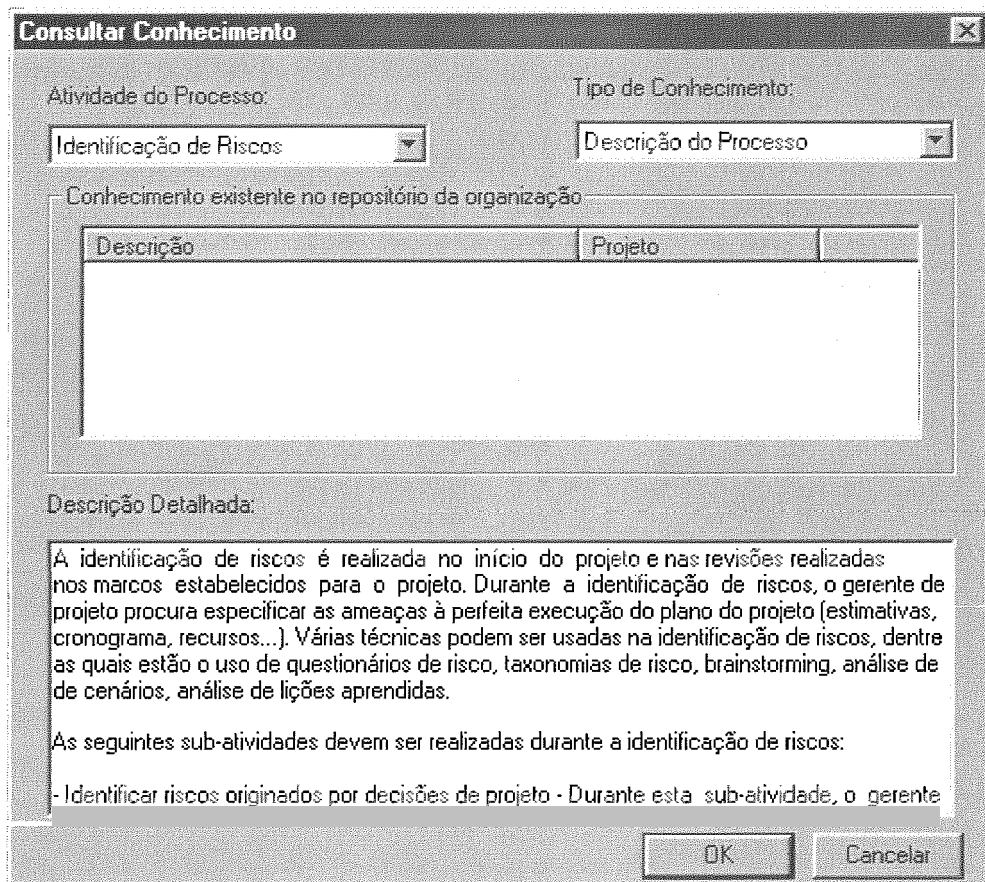 Consultar Conhecimento
Atividade do Processo:
Tipo de Conhecimento:
Identificação de Riscos
Descrição do Processo
Conhecimento existente no repositório da organização
Descrição
Projeto
Descrição Detalhada:
A identificação de riscos é realizada no início do projeto e nas revisões realizadas
nos marcos estabelecidos para o projeto. Durante a identificação de riscos, o gerente de
projeto procura especificar as ameaças à perfeita execução do plano do projeto (estimativas,
cronograma, recursos...). Várias técnicas podem ser usadas na identificação de riscos, dentre
as quais estão o uso de questionários de risco, taxonomias de risco, brainstorming, análise de
de cenários, análise de lições aprendidas.
As seguintes sub-atividades devem ser realizadas durante a identificação de riscos:
- Identificar riscos originados por decisões de projeto - Durante esta sub-atividade, o gerente
OK
Cancelar